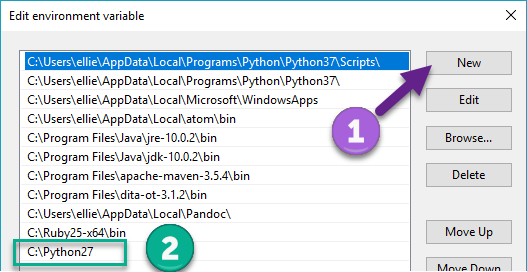 Edit environment variable
C:\Users\ellie\AppData\Local\Programs\Python\Python37\Scripts\
C:\Users\ellie\AppData\Local\Programs\Python\Python37\
C:\Users\ellie\AppData\Local\Microsoft\WindowsApps
C:\Users\ellie\AppData\Local\atom\bin
C:\Program Files\Java\jre-10.0.2\bin
C:\Program Files\Java\jdk-10.0.2\bin
C:\Program Files\apache-maven-3.5.4\bin
C:\Program Files\dita-ot-3.1.2\bin
C:\Users\ellie\AppData\Local\Pandoc\
C:\Ruby25-x64\bin
C:\Python27
New
Edit
Browse...
Delete
Move Up
Move Down
1
2